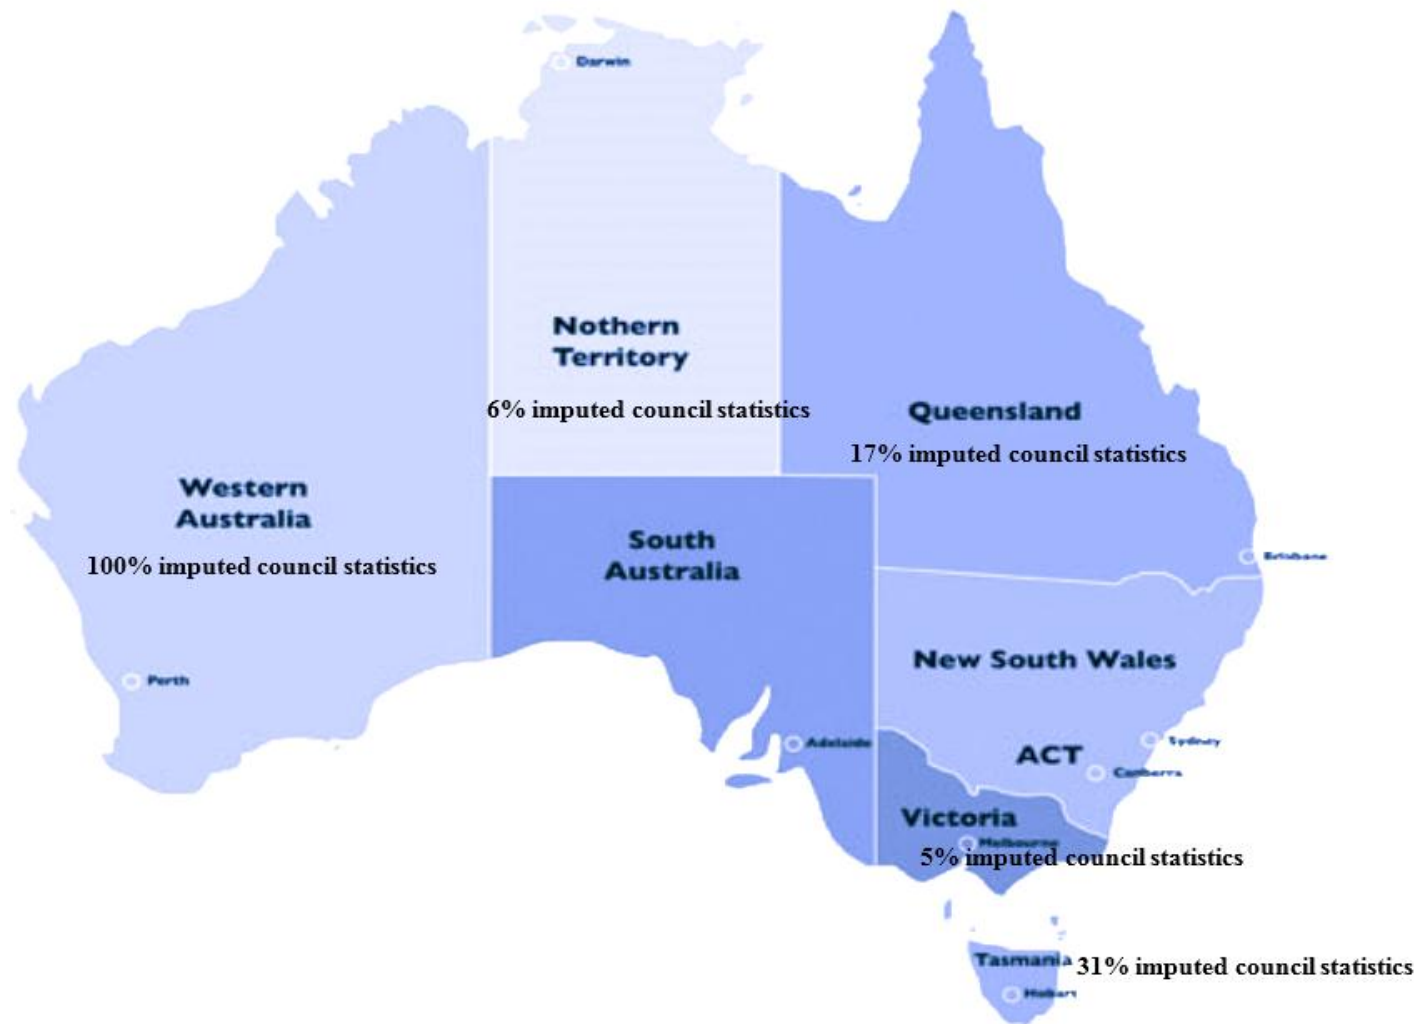 Darwin
Nothern
Territory
6% imputed council statistics
Queensland
17% imputed council statistics
Western
Australia
100% imputed council statistics
South
Australia
Brisbane
New South Wales
Perth
Adelaide
Sydney
ACT
Canberra
Victoria
Melbourne
5% imputed council statistics
Tasmania
31% imputed council statistics
Hobart